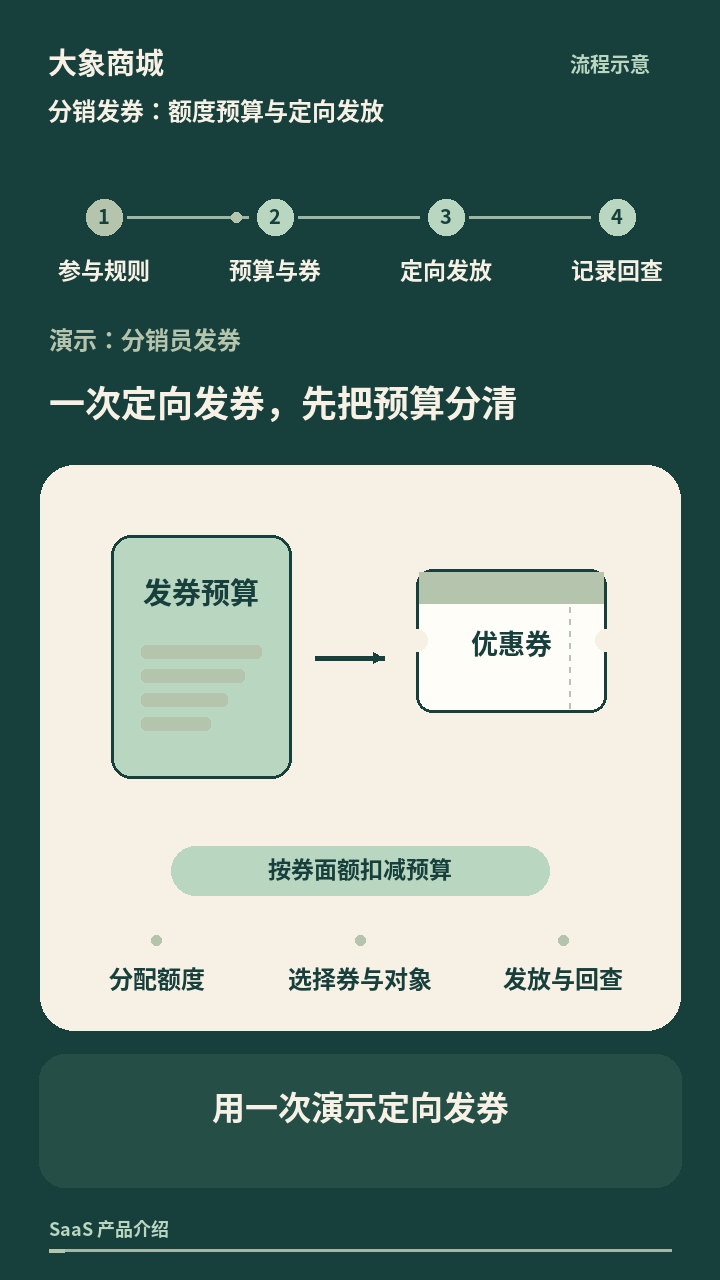 大象商城
流程示意
分销发券：额度预算与定向发放
1
2
3
4
参与规则
预算与券
定向发放
记录回查
演示：分销员发券
一次定向发券，先把预算分清
发券预算
优惠券
按券面额扣减预算
分配额度
选择券与对象
发放与回查
用一次演示定向发券
SaaS 产品介绍